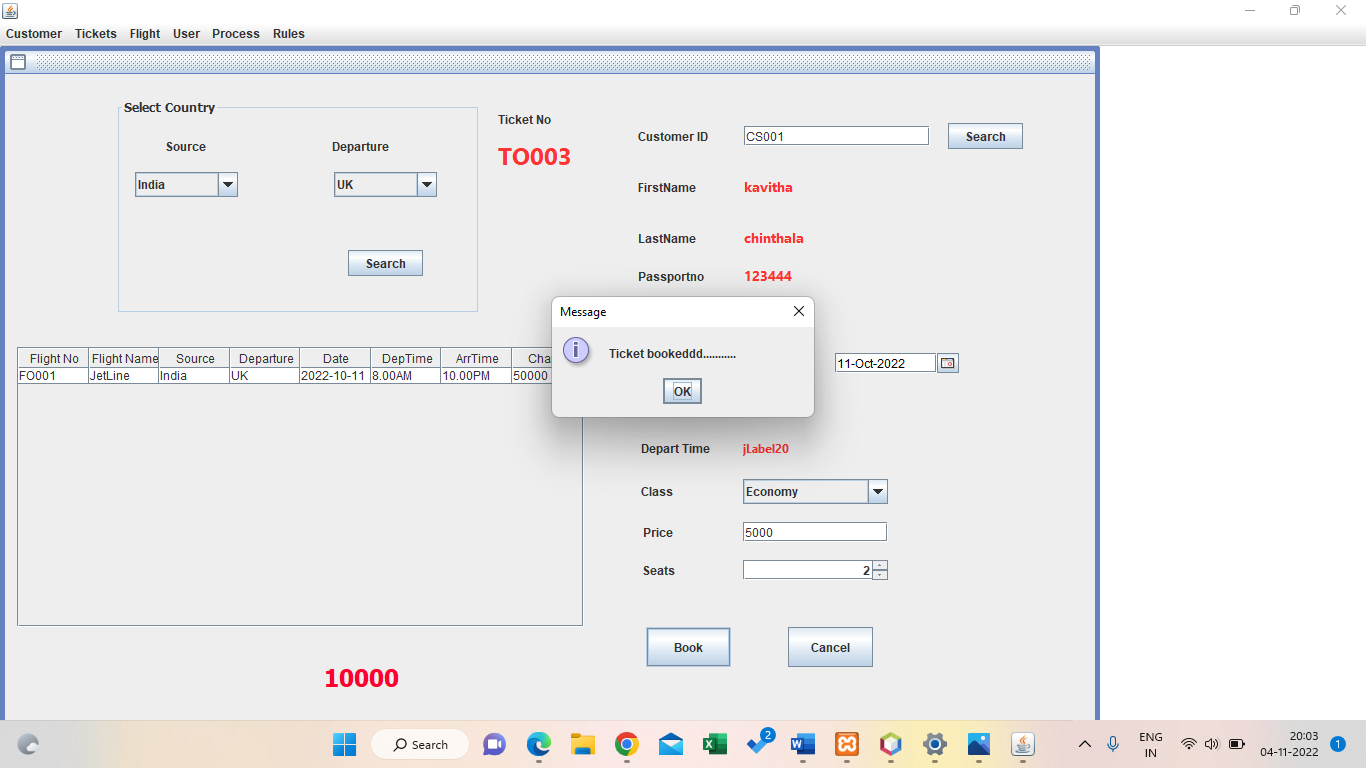 Customer Tickets Flight User Process Rules
Select Country
Source Departure
India UK
Search
Ticket No
TO003
Customer ID CS001 Search
FirstName kavitha
LastName chinthala
Passportno 123444
Message
Ticket bookeddd...........
OK
Flight No Flight Name Source Departure Date DepTime ArrTime Cha
FO001 JetLine India UK 2022-10-11 8.00AM 10.00PM 50000
11-Oct-2022
Depart Time jLabel20
Class Economy
Price 5000
Seats 2
Book Cancel
10000
Search
2
ENG
IN
20:03
04-11-2022
1